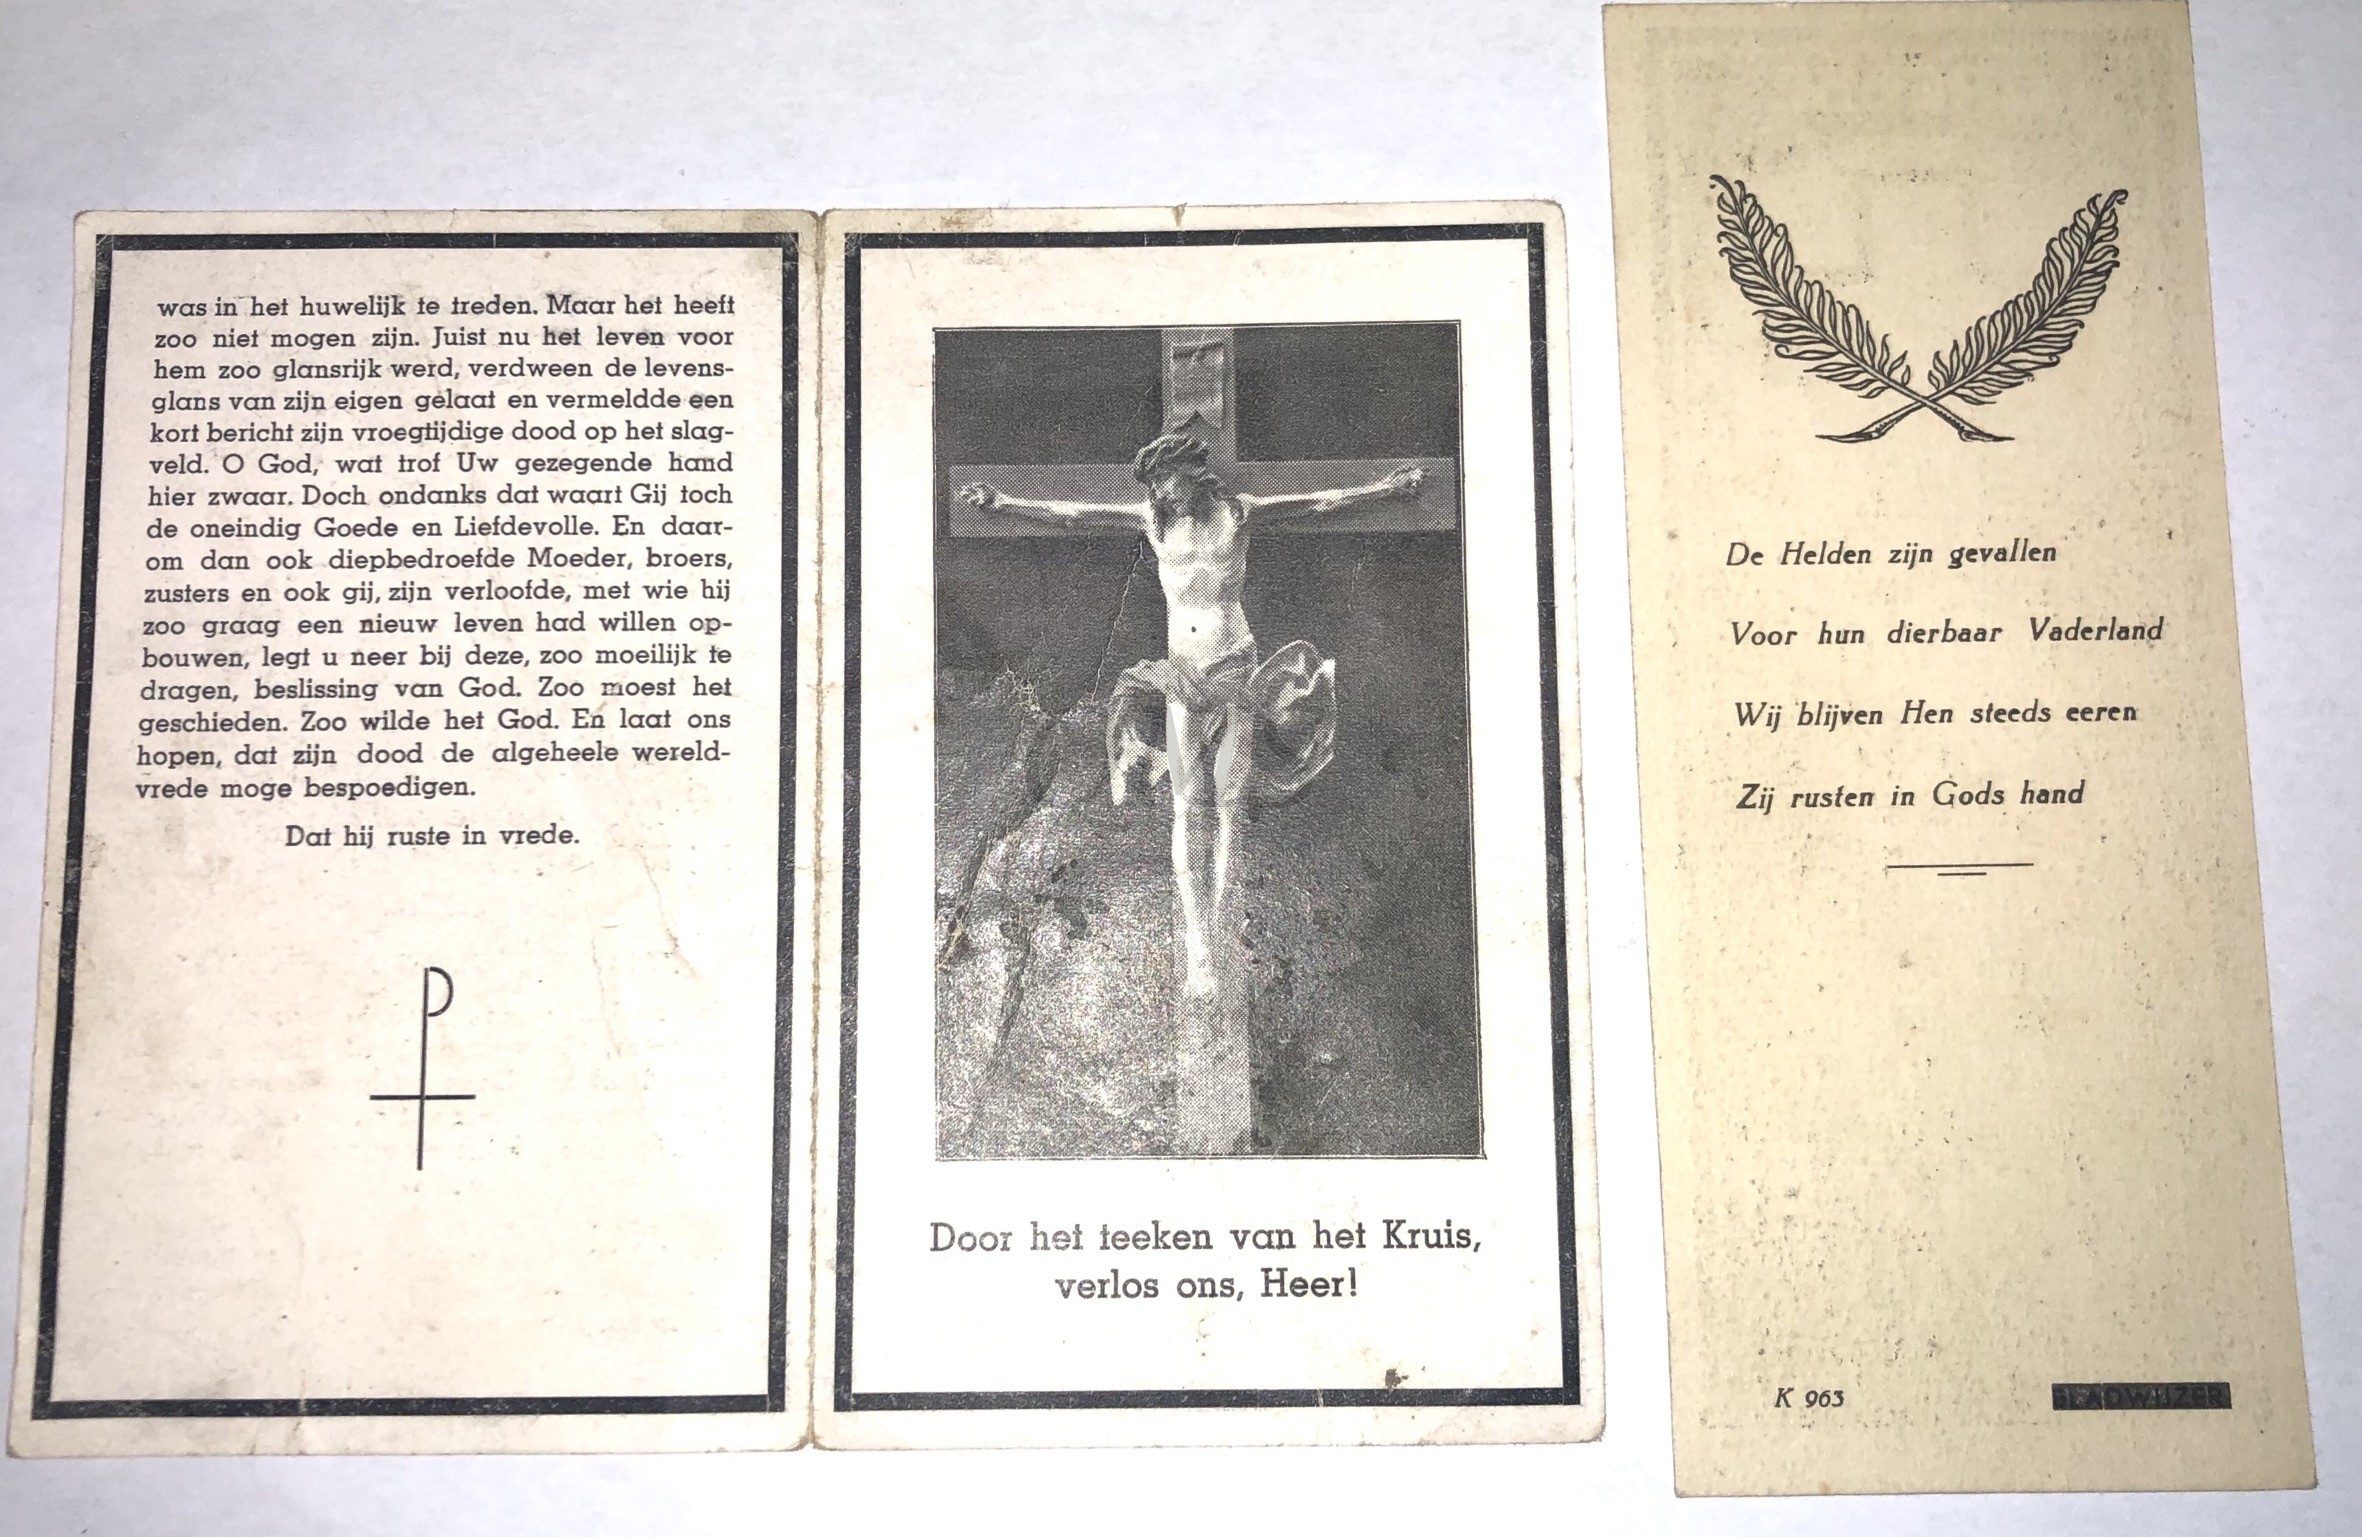 was in het huwelijk te treden. Maar het heeft
zoo niet mogen zijn. Juist nu het leven voor
hem zoo glansrijk werd, verdween de levens-
glans van zijn eigen gelaat en vermeldde een
kort bericht zijn vroegtijdige dood op het slag-
veld. O God, wat trof Uw gezegende hand
hier zwaar. Doch ondanks dat waart Gij toch
de oneindig Goede en Liefdevolle. En daar-
om dan ook diepbedroefde Moeder, broers,
zusters en ook gij, zijn verloofde, met wie hij
zoo graag een nieuw leven had willen op-
bouwen, legt u neer bij deze, zoo moeilijk te
dragen, beslissing van God. Zoo moest het
geschieden. Zoo wilde het God. En laat ons
hopen, dat zijn dood de algeheele wereld-
vrede moge bespoedigen.
Dat hij ruste in vrede.
Door het teeken van het Kruis,
verlos ons, Heer!
De Helden zijn gevallen
Voor hun dierbaar Vaderland
Wij blijven Hen steeds eeren
Zij rusten in Gods hand
K 963
BLADWIJZER